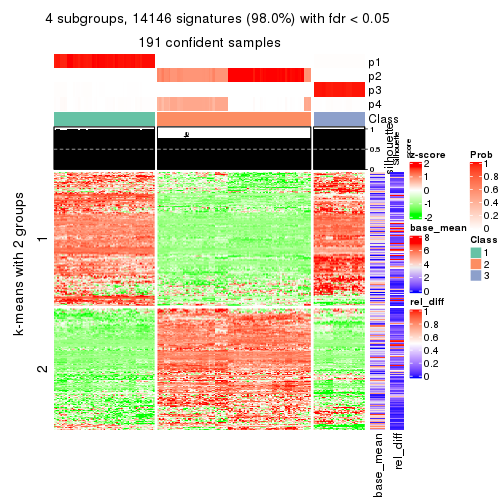 4 subgroups, 14146 signatures (98.0%) with fdr < 0.05
191 confident samples
p1
p2
p3
p4
Class
1
0.5
0
silhouette
Silhouette
score
k-means with 2 groups
1
2
base_mean
rel_diff
z-score
2
1
0
-1
-2
base_mean
8
6
4
2
0
rel_diff
1
0.8
0.6
0.4
0.2
0
Prob
1
0.8
0.6
0.4
0.2
0
Class
1
2
3